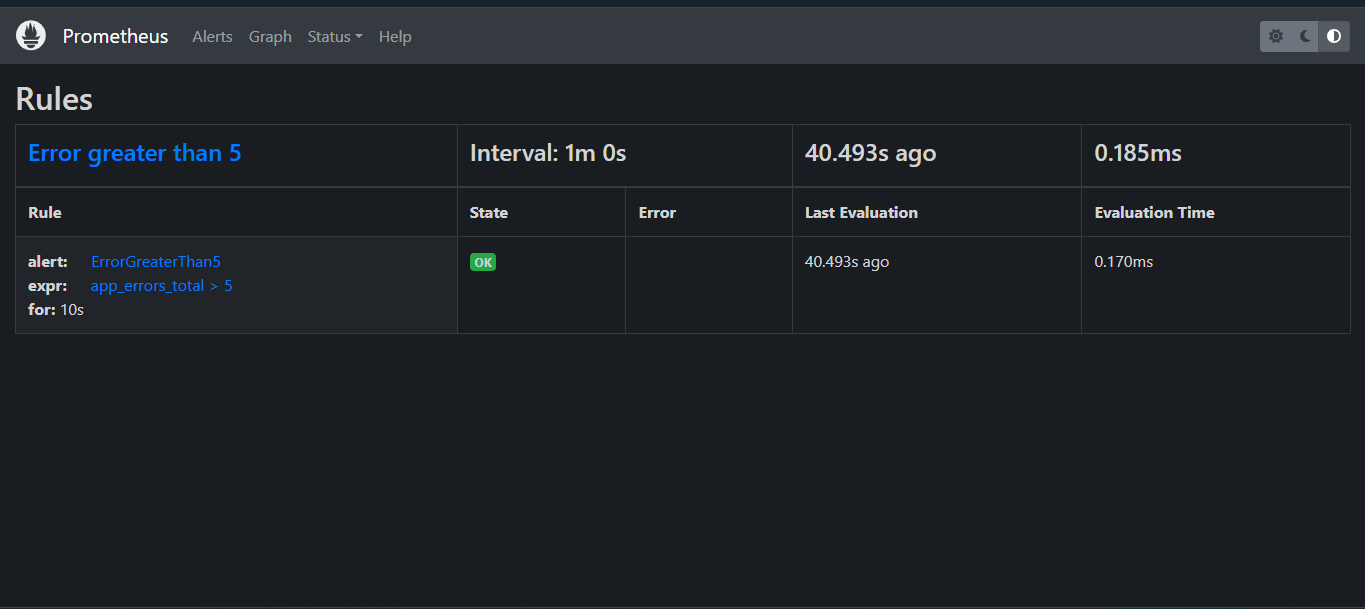 Prometheus Alerts Graph Status Help
Rules
Error greater than 5 Interval: 1m 0s 40.493s ago 0.185ms
Rule State Error Last Evaluation Evaluation Time
alert: ErrorGreaterThan5 OK 40.493s ago 0.170ms
expr: app_errors_total > 5
for: 10s